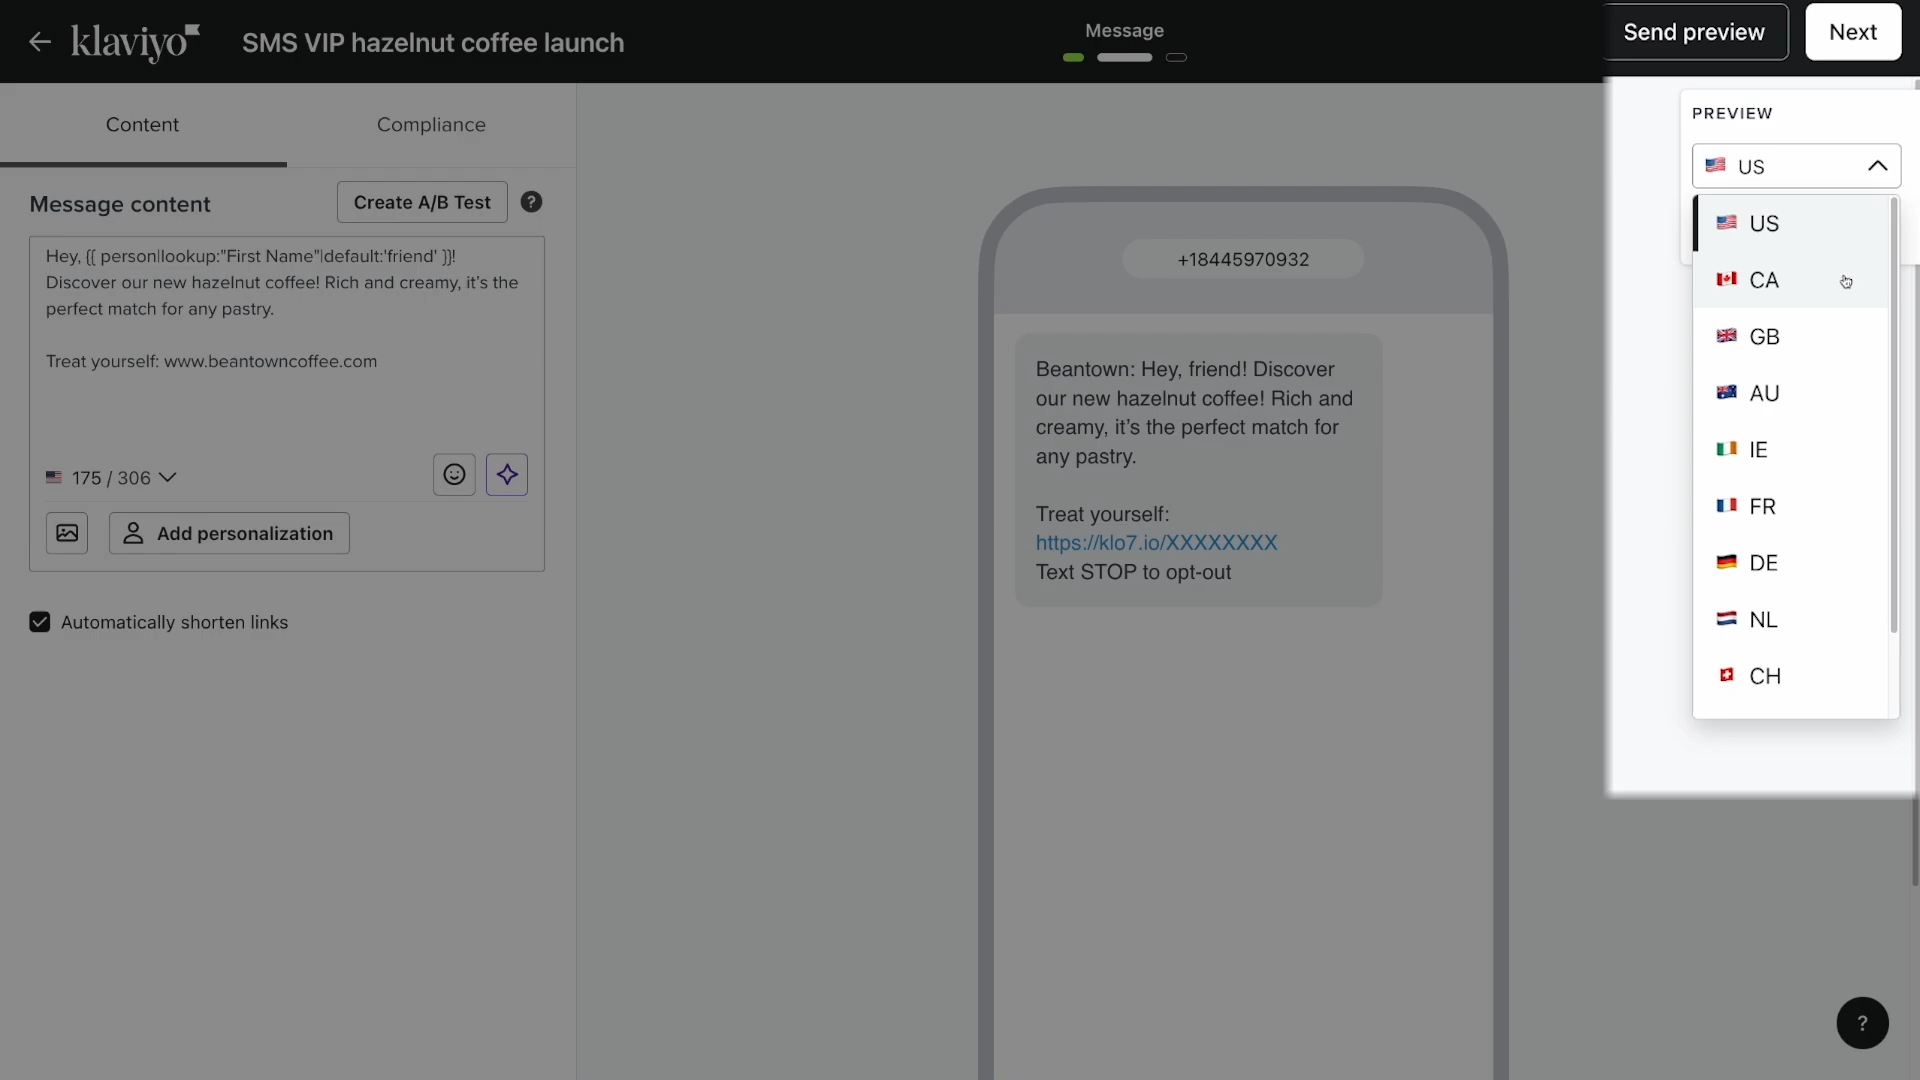 klaviyo
SMS VIP hazelnut coffee launch
Message
Send preview
Next
Content
Compliance
Message content
Create A/B Test
?
Hey, {{ person|lookup:"First Name"|default:'friend' }}!
Discover our new hazelnut coffee! Rich and creamy, it's the
perfect match for any pastry.
Treat yourself: www.beantowncoffee.com
175 / 306
Add personalization
Automatically shorten links
+18445970932
Beantown: Hey, friend! Discover
our new hazelnut coffee! Rich and
creamy, it's the perfect match for
any pastry.
Treat yourself:
https://klo7.io/XXXXXXXX
Text STOP to opt-out
PREVIEW
US
US
CA
GB
AU
IE
FR
DE
NL
CH
?